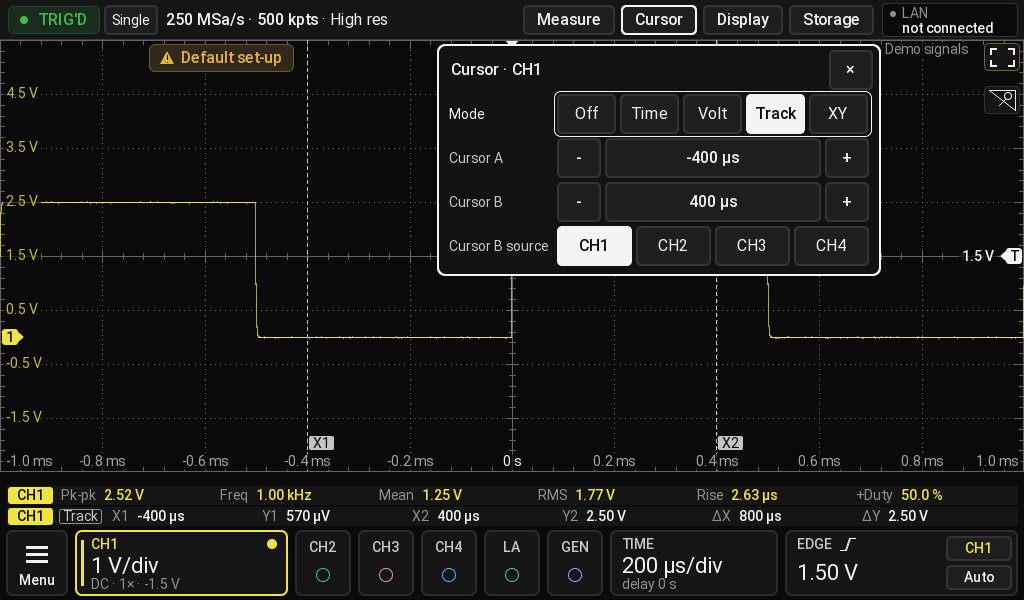 TRIG'D
Single
250 MSa/s · 500 kpts · High res
Measure
Cursor
Display
Storage
LAN
not connected
Default set-up
Demo signals
Cursor · CH1
×
Mode
Off
Time
Volt
Track
XY
Cursor A
-
-400 µs
+
Cursor B
-
400 µs
+
Cursor B source
CH1
CH2
CH3
CH4
4.5 V
3.5 V
2.5 V
1.5 V
0.5 V
-0.5 V
-1.5 V
1
1.5 V
T
X1
X2
-1.0 ms
-0.8 ms
-0.6 ms
-0.4 ms
-0.2 ms
0 s
0.2 ms
0.4 ms
0.6 ms
0.8 ms
1.0 ms
CH1 Pk-pk 2.52 V Freq 1.00 kHz Mean 1.25 V RMS 1.77 V Rise 2.63 µs +Duty 50.0 %
CH1 Track X1 -400 µs Y1 570 µV X2 400 µs Y2 2.50 V ΔX 800 µs ΔY 2.50 V
Menu
CH1
1 V/div
DC · 1× · -1.5 V
CH2
CH3
CH4
LA
GEN
TIME
200 µs/div
delay 0 s
EDGE
1.50 V
CH1
Auto